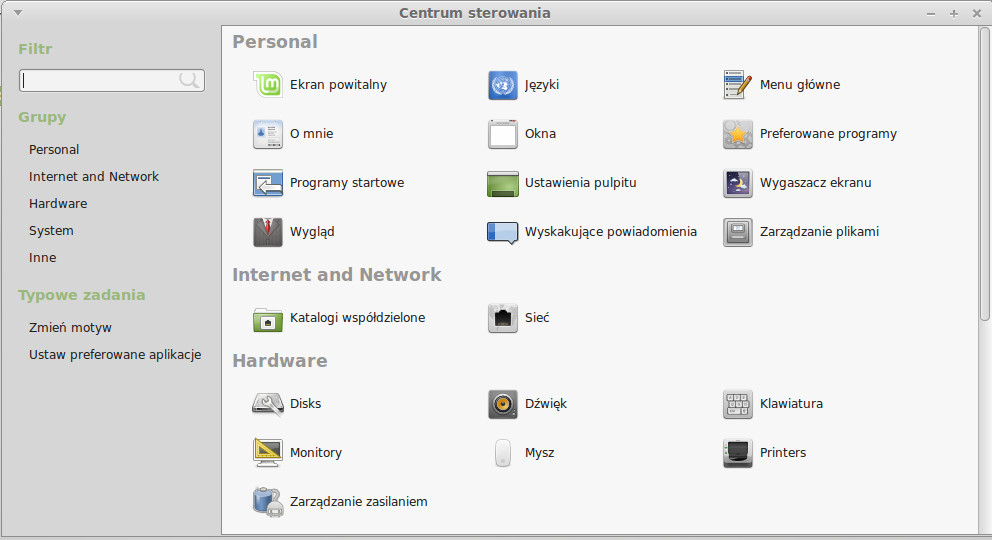 Centrum sterowania
Filtr
Grupy
Personal
Internet and Network
Hardware
System
Inne
Typowe zadania
Zmień motyw
Ustaw preferowane aplikacje
Personal
Ekran powitalny
Języki
Menu główne
O mnie
Okna
Preferowane programy
Programy startowe
Ustawienia pulpitu
Wygaszacz ekranu
Wygląd
Wyskakujące powiadomienia
Zarządzanie plikami
Internet and Network
Katalogi współdzielone
Sieć
Hardware
Disks
Dźwięk
Klawiatura
Monitory
Mysz
Printers
Zarządzanie zasilaniem